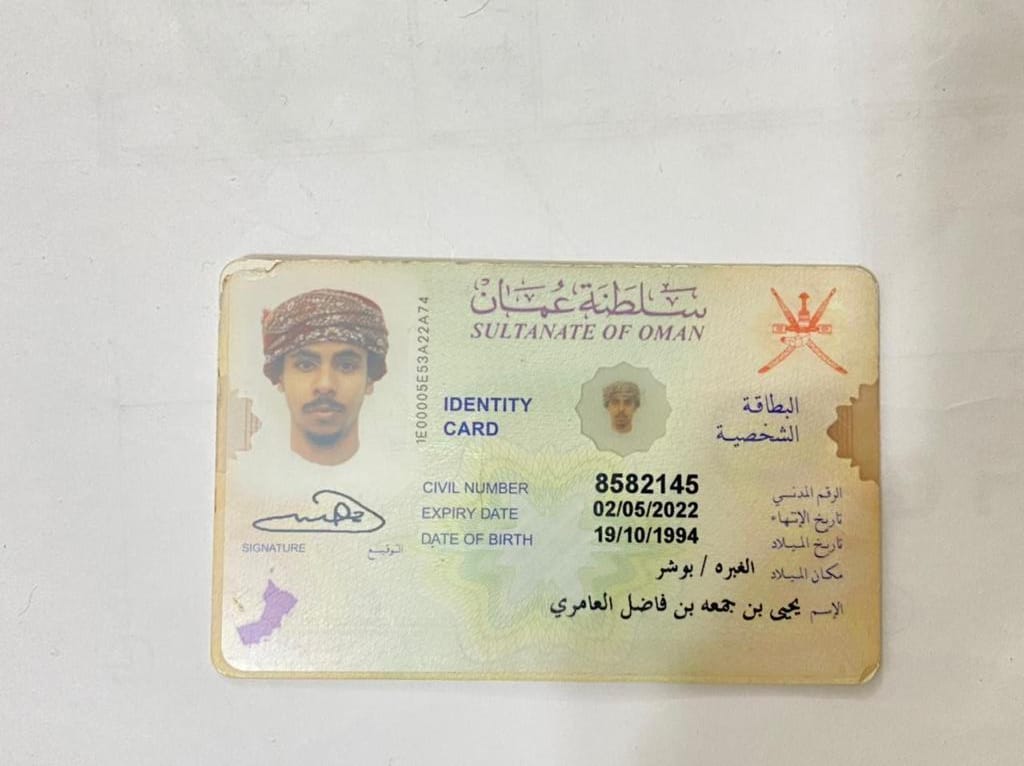 سلطنة عمان
SULTANATE OF OMAN
1E00005E53A22A74
IDENTITY CARD البطاقة الشخصية
CIVIL NUMBER 8582145 الرقم المدني
EXPIRY DATE 02/05/2022 تاريخ الإنتهاء
DATE OF BIRTH 19/10/1994 تاريخ الميلاد
مكان الميلاد الغبره / بوشر
الإسم يحيى بن جمعه بن فاضل العامري
SIGNATURE التوقيع